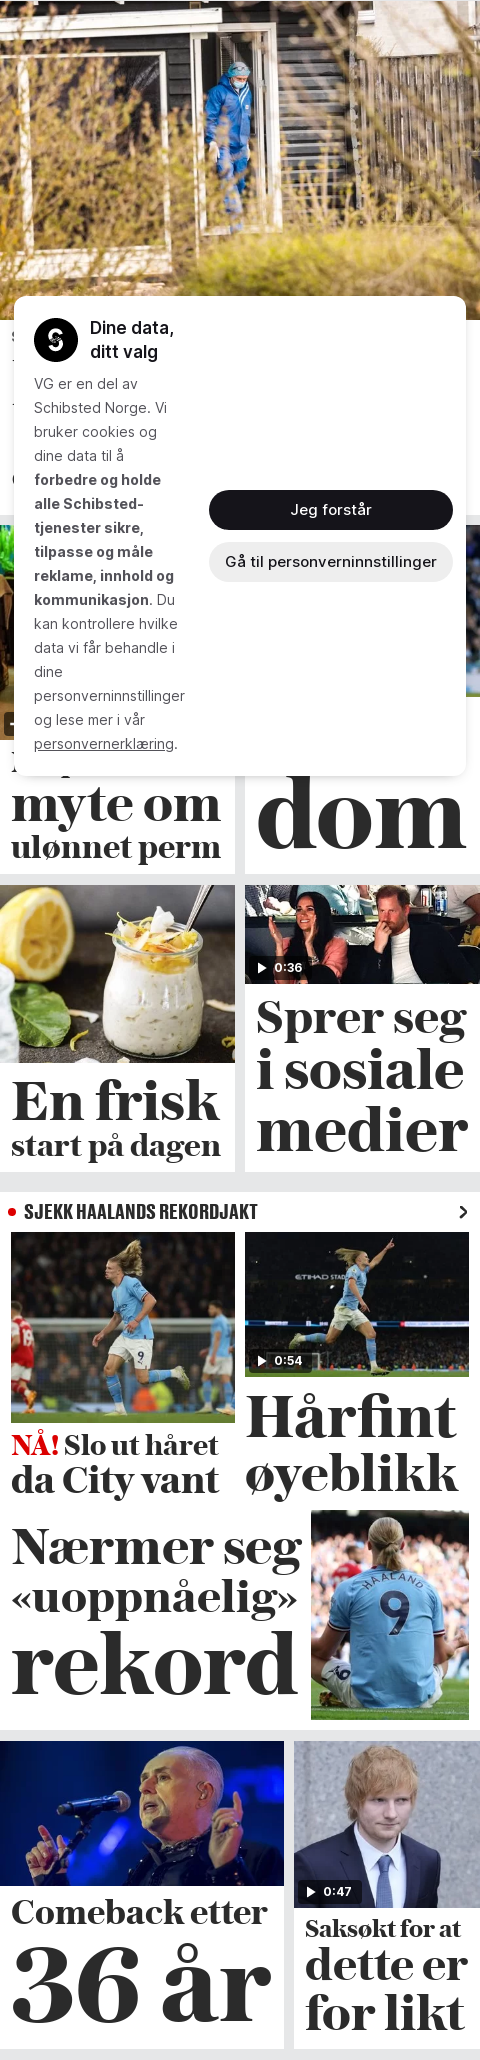 Dine data,
ditt valg
VG er en del av
Schibsted Norge. Vi
bruker cookies og
dine data til å
forbedre og holde
alle Schibsted-
tjenester sikre,
tilpasse og måle
reklame, innhold og
kommunikasjon. Du
kan kontrollere hvilke
data vi får behandle i
dine
personverninnstillinger
og lese mer i vår
personvernerklæring.
Jeg forstår
Gå til personverninnstillinger
myte om
ulønnet perm
dom
En frisk
start på dagen
0:36
Sprer seg
i sosiale
medier
SJEKK HAALANDS REKORDJAKT
9
NÅ! Slo ut håret
da City vant
ETIHAD STAD
0:54
Hårfint
øyeblikk
Nærmer seg
«uoppnåelig»
rekord
HAALAND
9
Comeback etter
36 år
0:47
Saksøkt for at
dette er
for likt